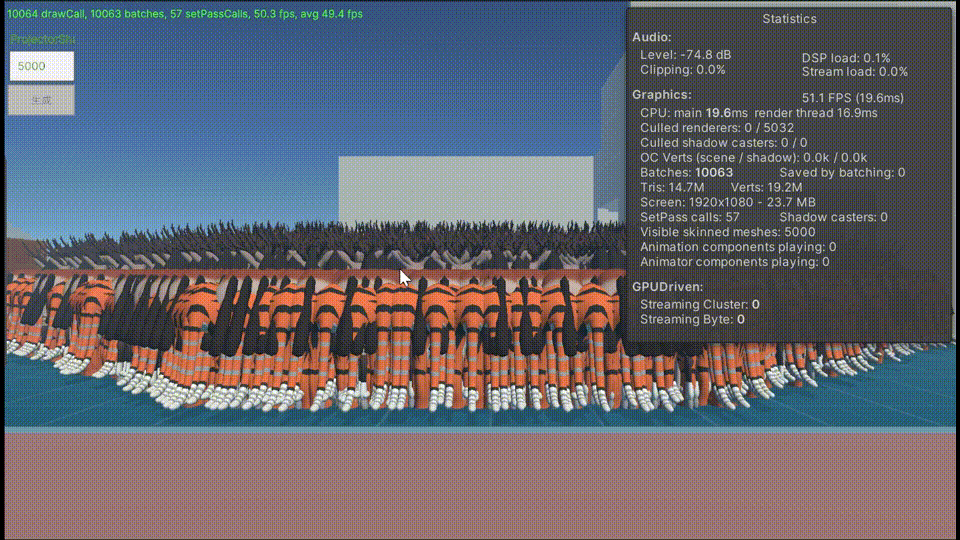 10064 drawCall, 10063 batches, 57 setPassCalls, 50.3 fps, avg 49.4 fps
ProjectorSha
5000
生成
Statistics
Audio:
Level: -74.8 dB DSP load: 0.1%
Clipping: 0.0% Stream load: 0.0%
Graphics: 51.1 FPS (19.6ms)
CPU: main 19.6ms render thread 16.9ms
Culled renderers: 0 / 5032
Culled shadow casters: 0 / 0
OC Verts (scene / shadow): 0.0k / 0.0k
Batches: 10063 Saved by batching: 0
Tris: 14.7M Verts: 19.2M
Screen: 1920x1080 - 23.7 MB
SetPass calls: 57 Shadow casters: 0
Visible skinned meshes: 5000
Animation components playing: 0
Animator components playing: 0
GPUDriven:
Streaming Cluster: 0
Streaming Byte: 0